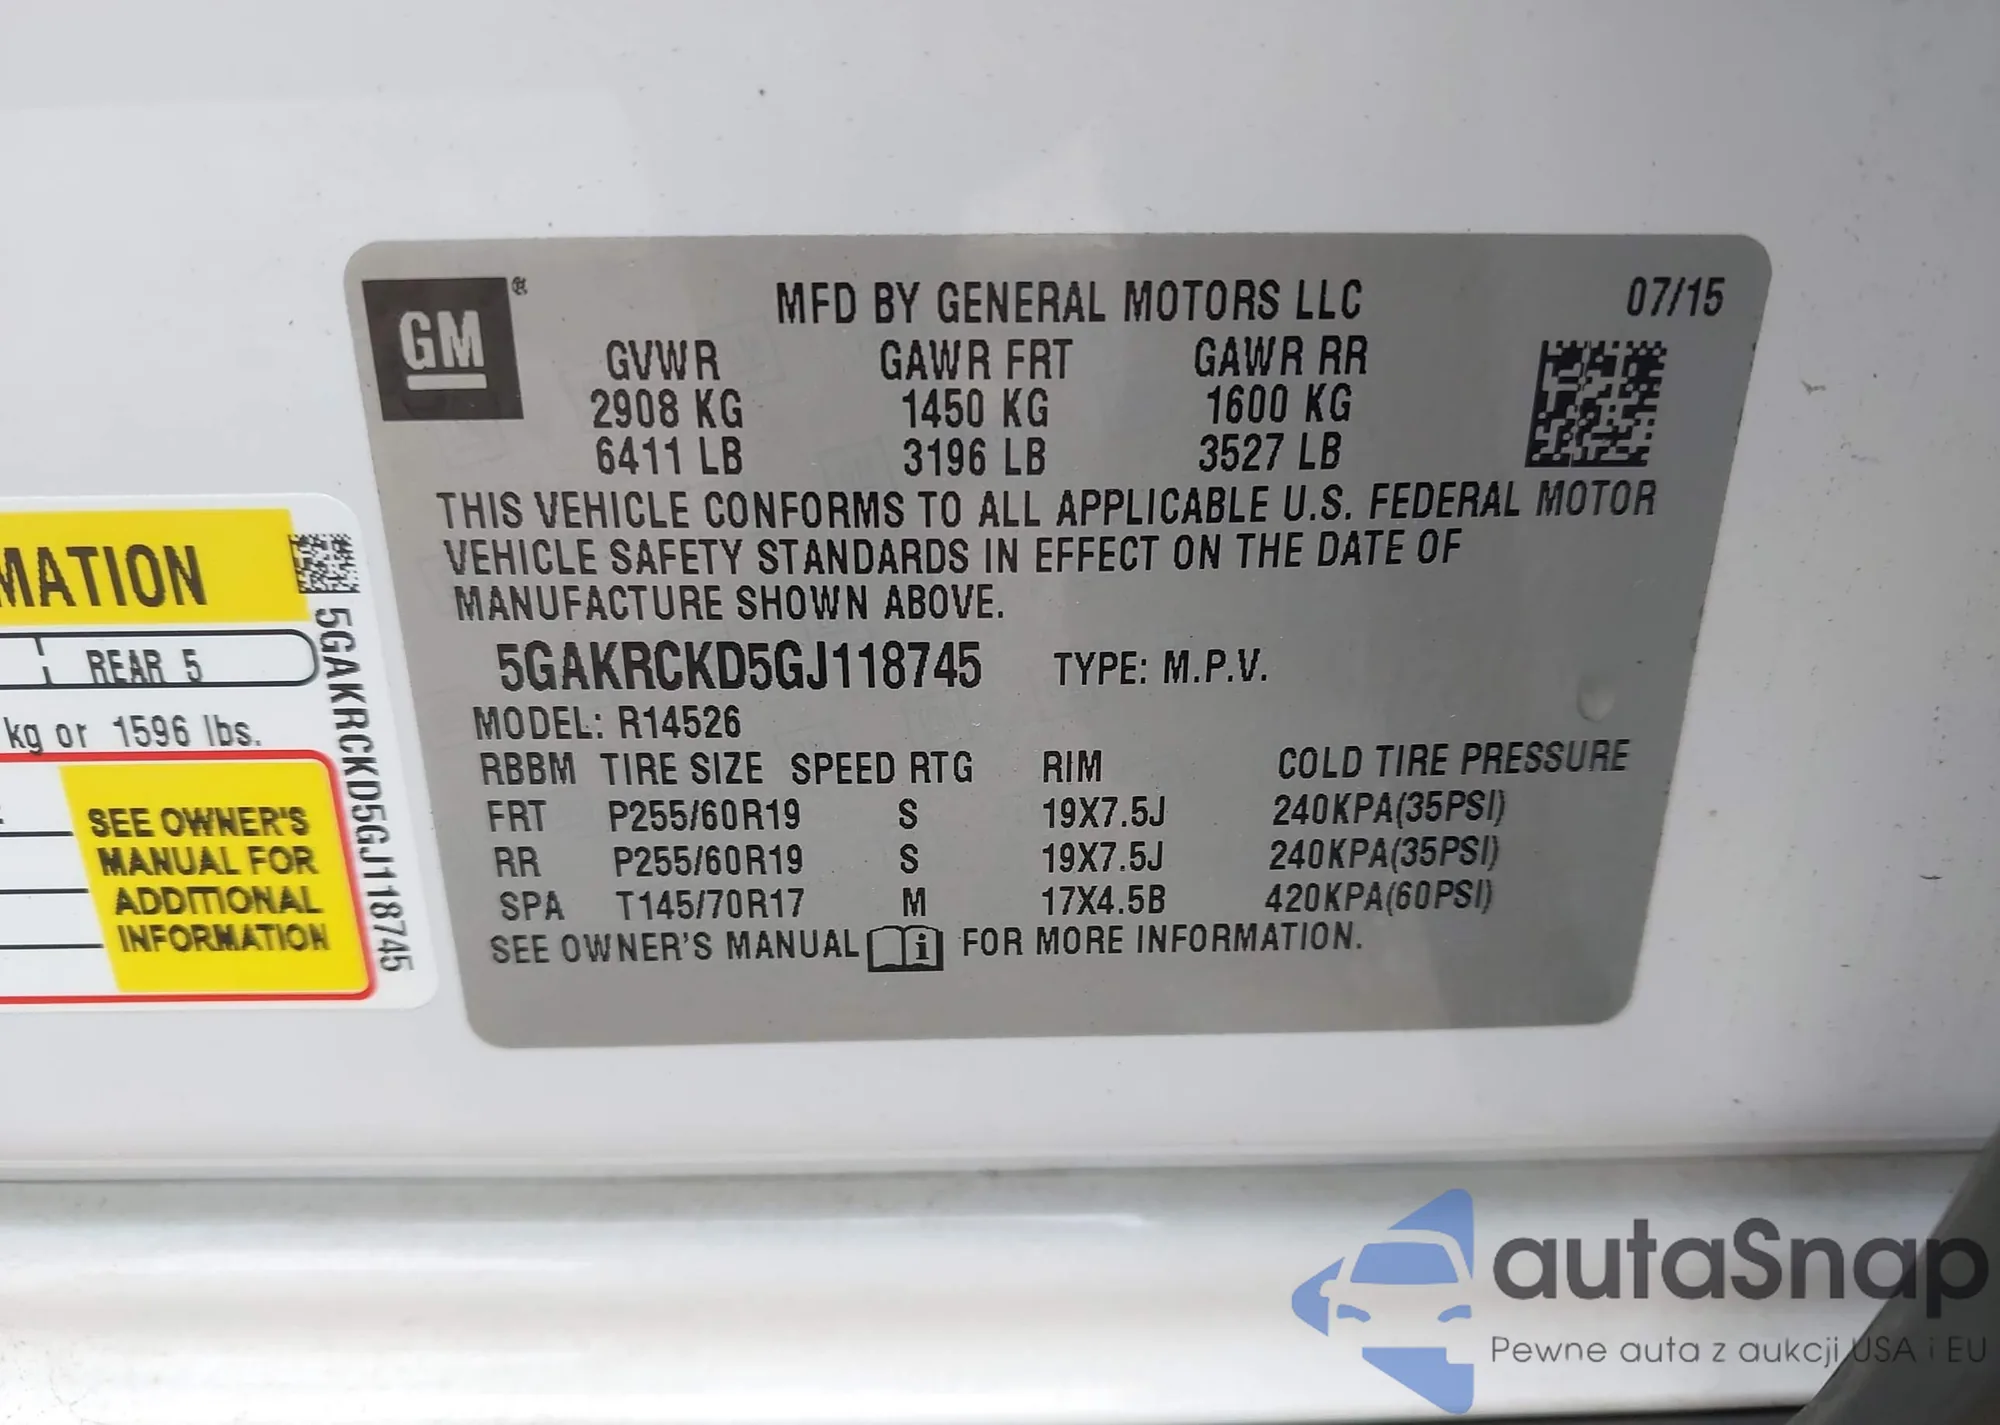 GM®
MFD BY GENERAL MOTORS LLC 07/15
GVWR GAWR FRT GAWR RR
2908 KG 1450 KG 1600 KG
6411 LB 3196 LB 3527 LB
THIS VEHICLE CONFORMS TO ALL APPLICABLE U.S. FEDERAL MOTOR
VEHICLE SAFETY STANDARDS IN EFFECT ON THE DATE OF
MANUFACTURE SHOWN ABOVE.
5GAKRCKD5GJ118745 TYPE: M.P.V.
MODEL: R14526
RBBM TIRE SIZE SPEED RTG RIM COLD TIRE PRESSURE
FRT P255/60R19 S 19X7.5J 240KPA(35PSI)
RR P255/60R19 S 19X7.5J 240KPA(35PSI)
SPA T145/70R17 M 17X4.5B 420KPA(60PSI)
SEE OWNER'S MANUAL i FOR MORE INFORMATION.
MATION
REAR 5
kg or 1596 lbs.
SEE OWNER'S
MANUAL FOR
ADDITIONAL
INFORMATION
5GAKRCKD5GJ118745
autaSnap
Pewne auta z aukcji USA i EU